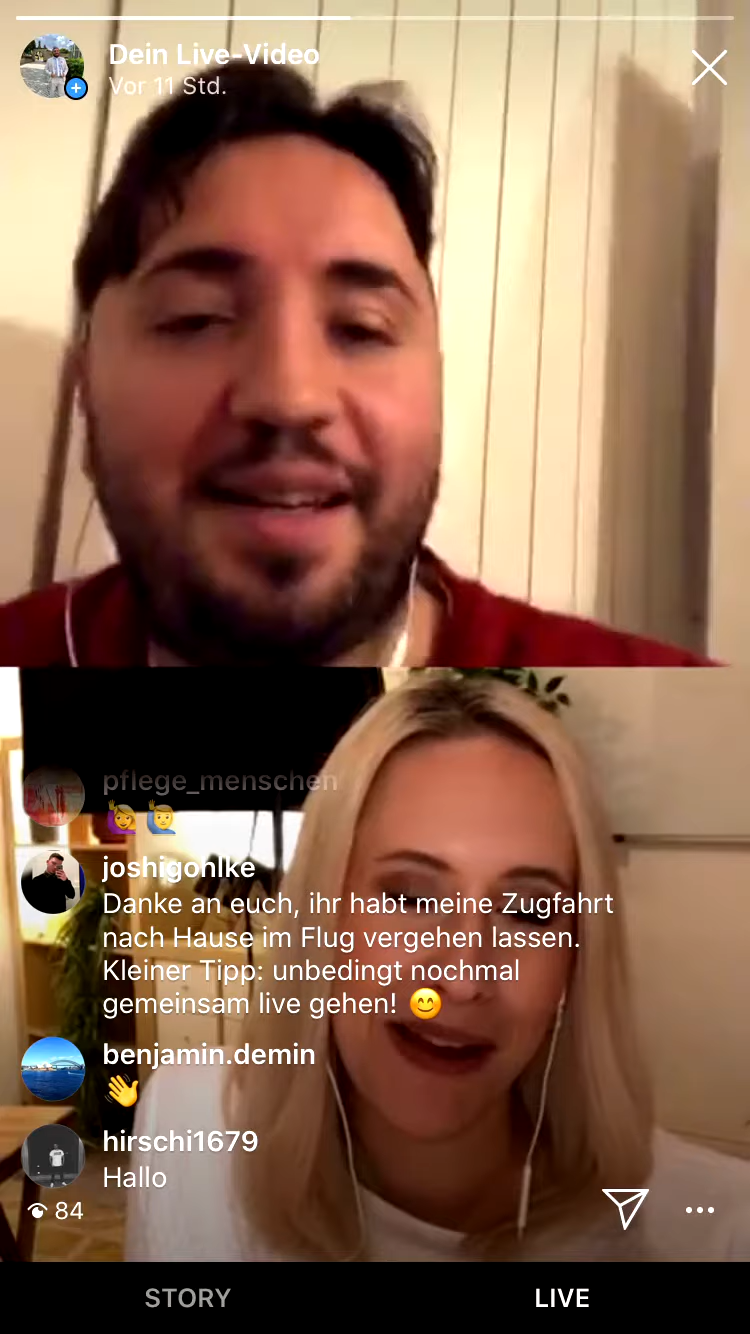 Dein Live-Video
Vor 11 Std.
pflege_menschen
🙋‍♀️🙋‍♂️
joshigohlke
Danke an euch, ihr habt meine Zugfahrt
nach Hause im Flug vergehen lassen.
Kleiner Tipp: unbedingt nochmal
gemeinsam live gehen! 😊
benjamin.demin
👋
hirschi1679
Hallo
84
STORY
LIVE